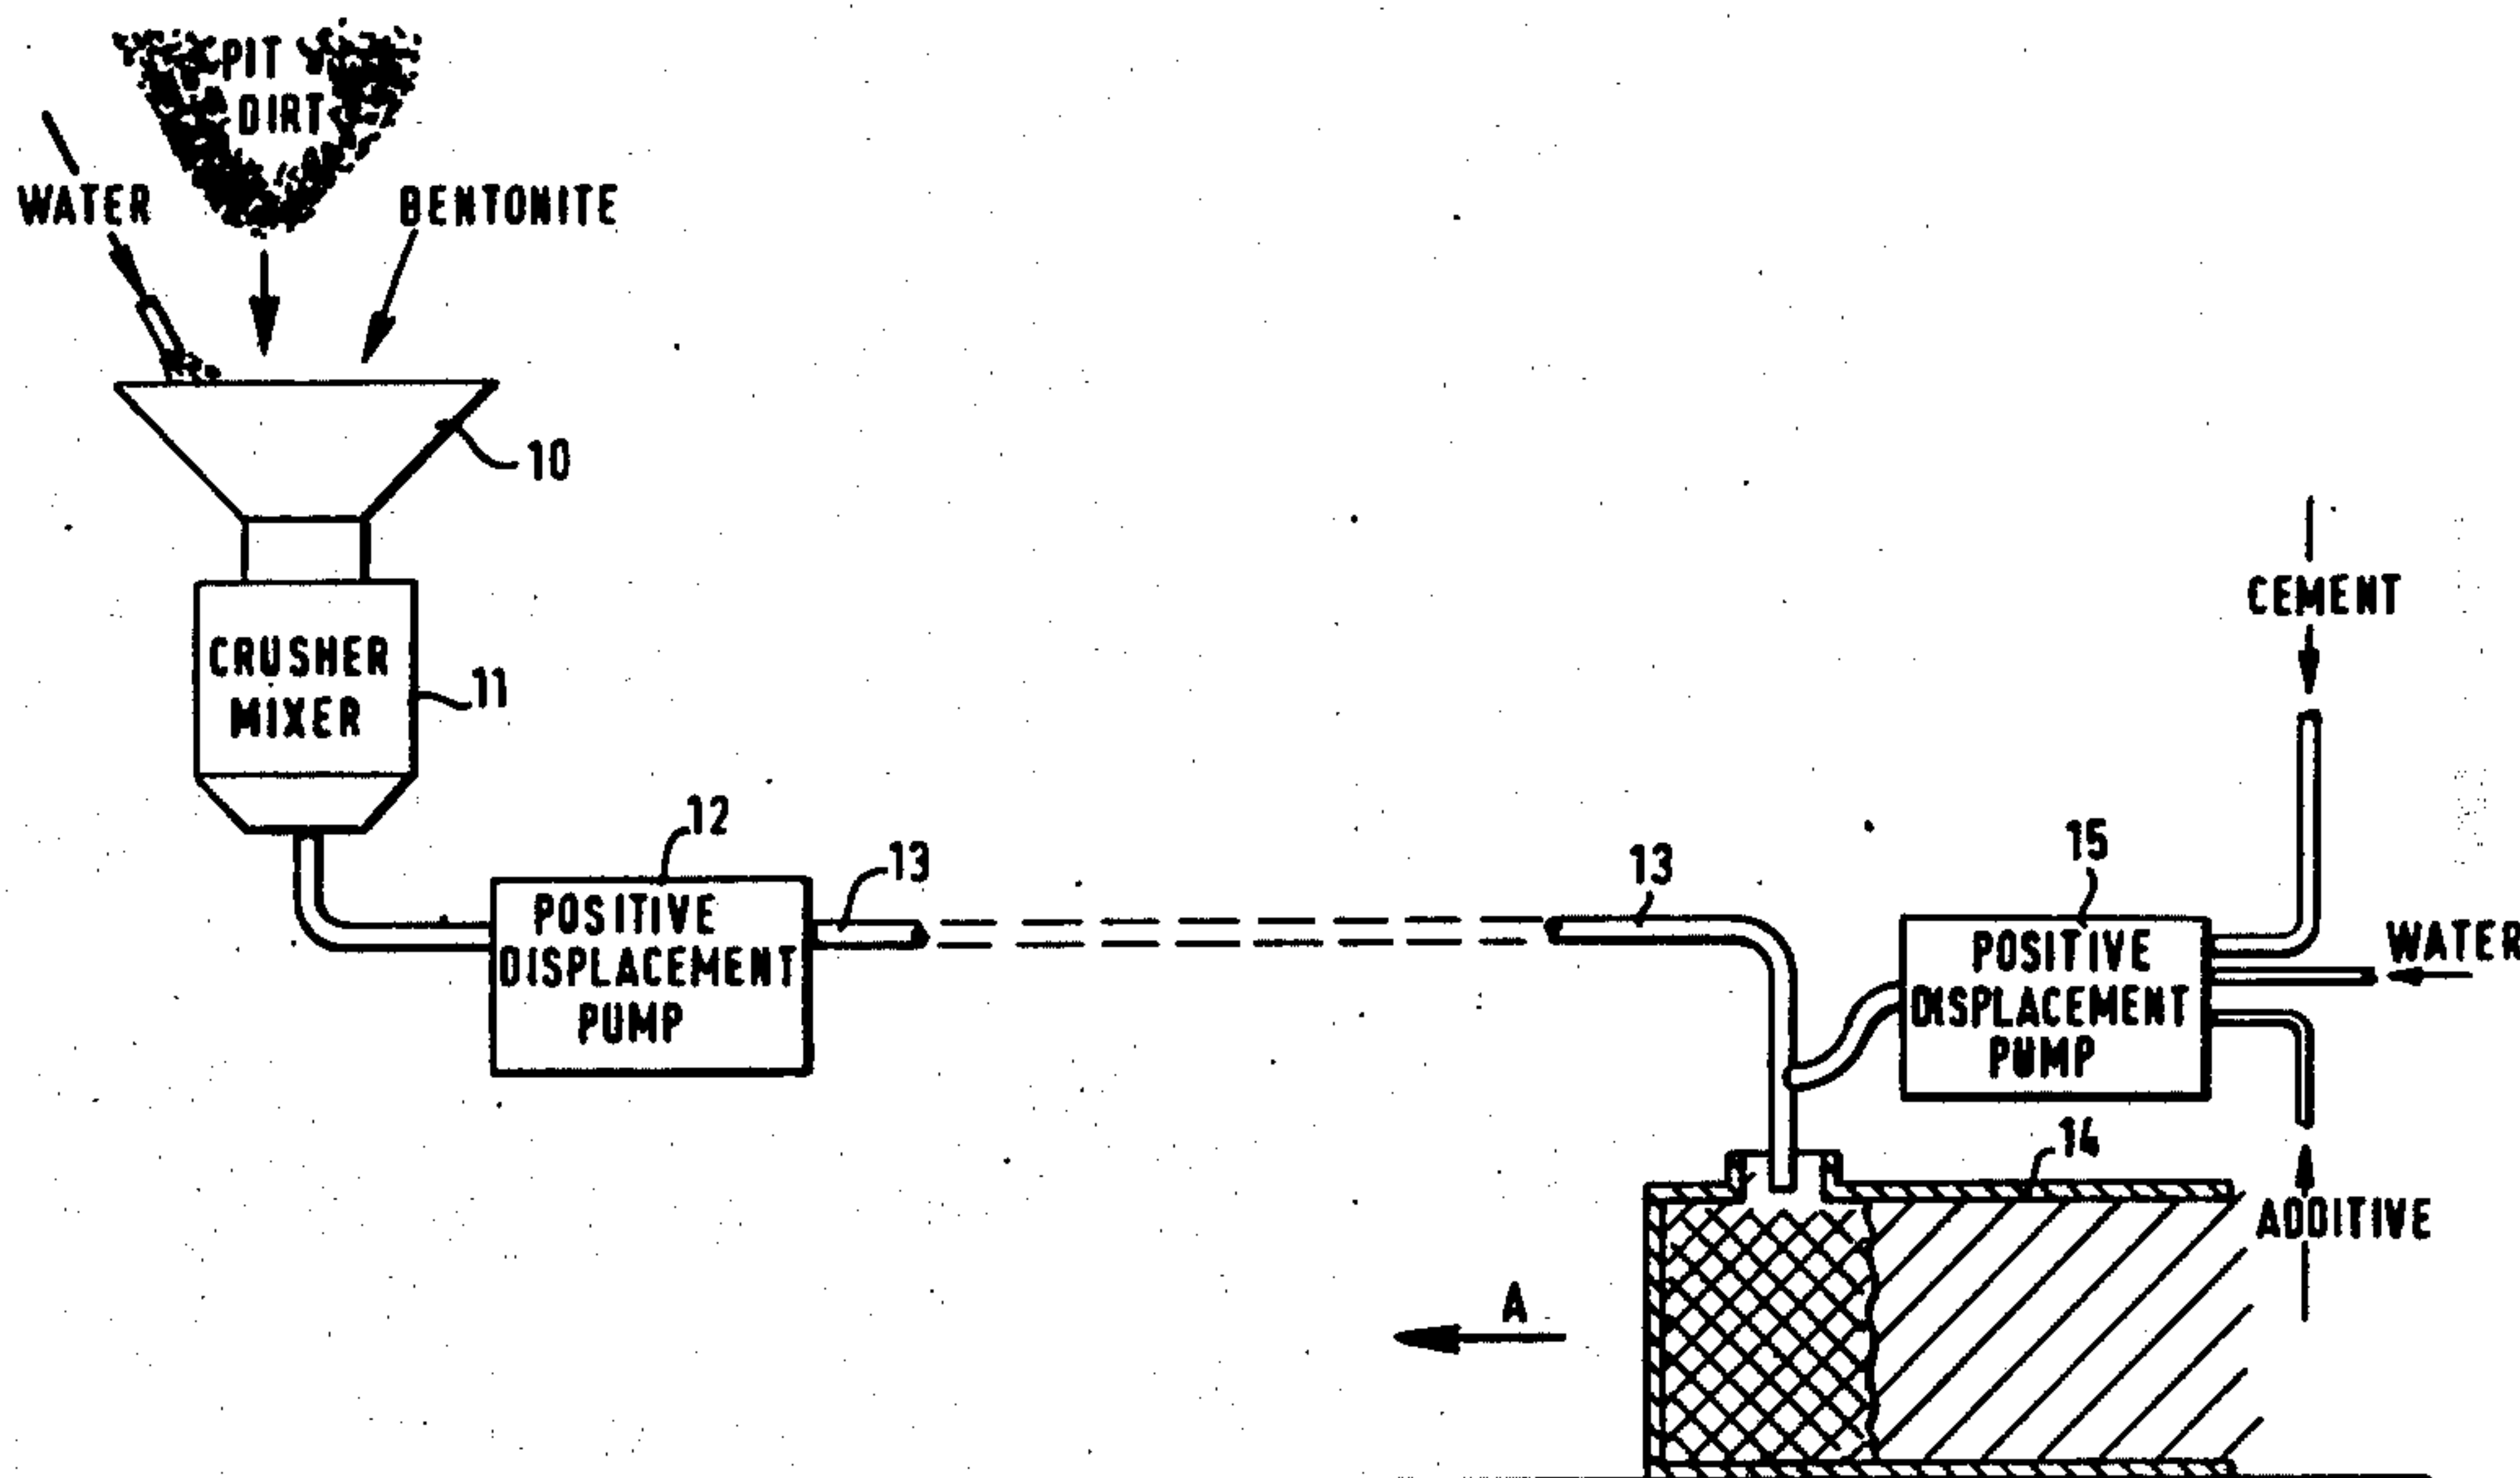 PIT
DIRT
WATER
BENTONITE
10
CRUSHER
MIXER
11
12
13
POSITIVE
DISPLACEMENT
PUMP
13
15
CEMENT
WATER
POSITIVE
DISPLACEMENT
PUMP
14
ADDITIVE
A